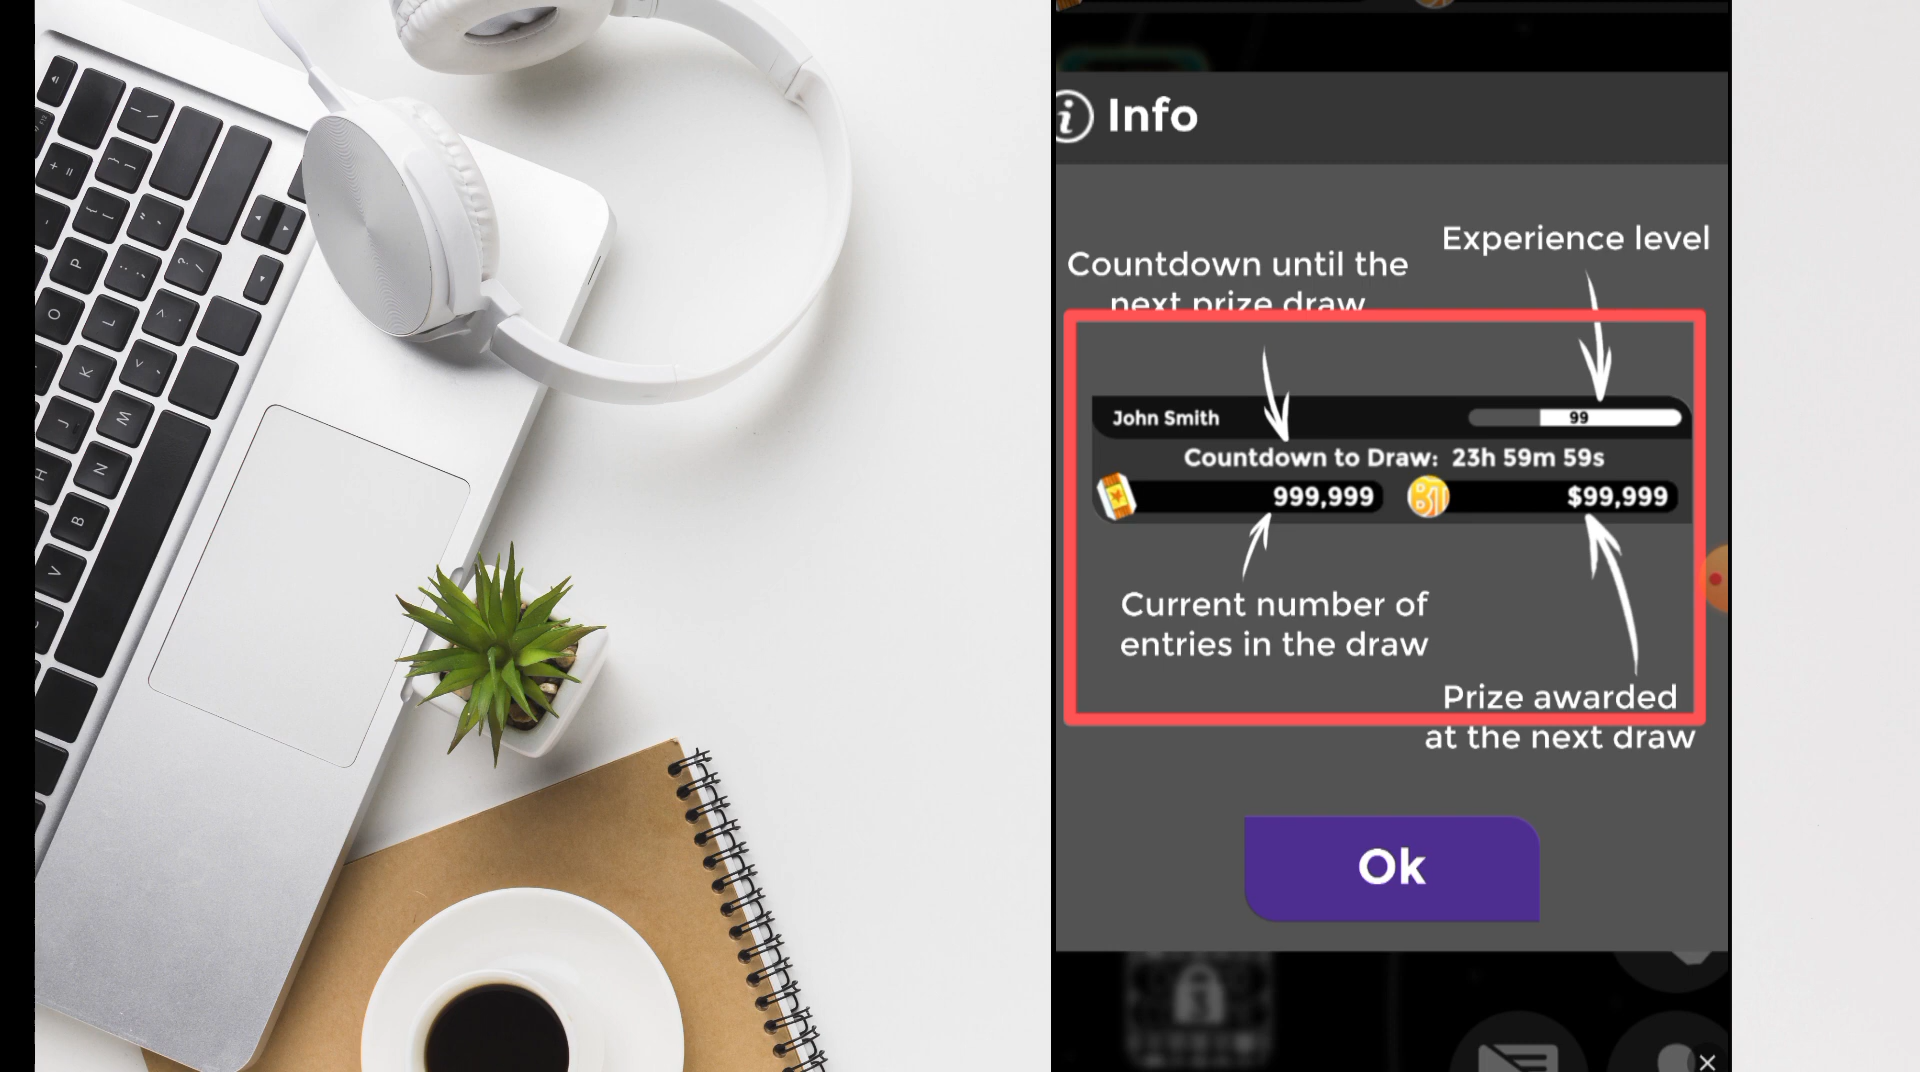 Info
Experience level
Countdown until the
next prize draw
John Smith
99
Countdown to Draw: 23h 59m 59s
999,999
$99,999
Current number of
entries in the draw
Prize awarded
at the next draw
Ok